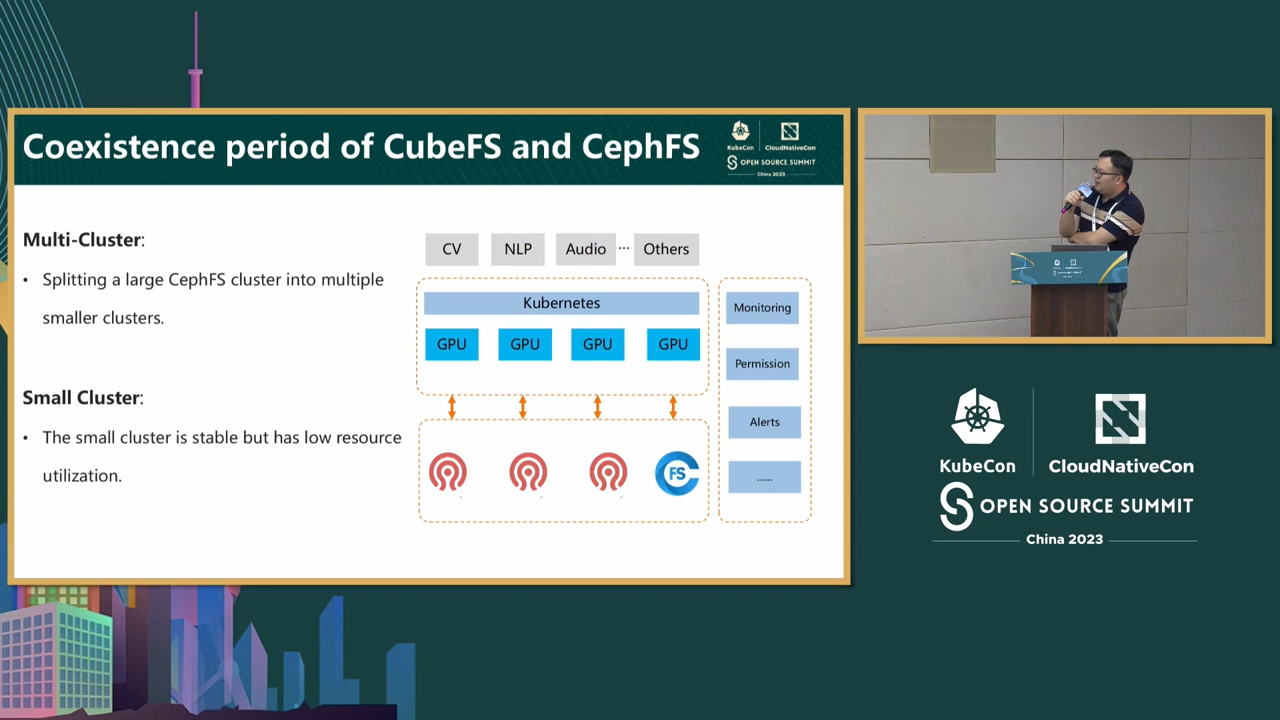 Coexistence period of CubeFS and CephFS
KubeCon
CloudNativeCon
OPEN SOURCE SUMMIT
China 2023
Multi-Cluster:
• Splitting a large CephFS cluster into multiple
smaller clusters.
Small Cluster:
• The small cluster is stable but has low resource
utilization.
CV
NLP
Audio
...
Others
Kubernetes
GPU
GPU
GPU
GPU
FS
Monitoring
Permission
Alerts
......
KubeCon
CloudNativeCon
OPEN SOURCE SUMMIT
China 2023